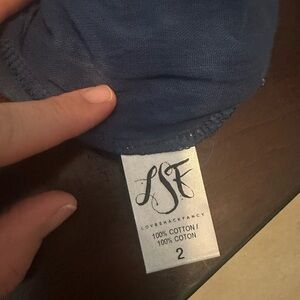 LSF
LOVESHACKFANCY
100% COTTON /
100% COTON
2